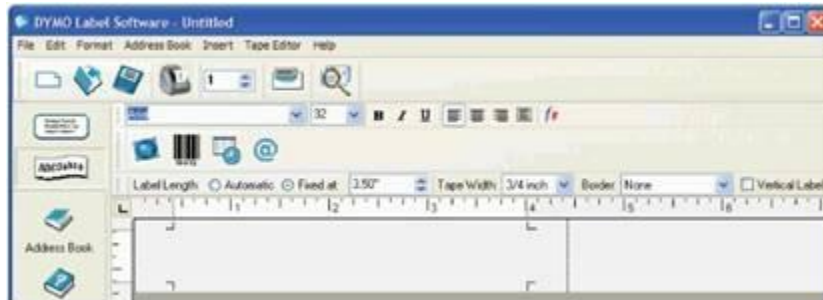 DYMO Label Software - Untitled
File Edit Format Address Book Insert Tape Editor Help
1
32 B I U
Label Length Automatic Fixed at 3.50" Tape Width 3/4 inch Border None Vertical Label
1 2 3 4 5 6
Address Book